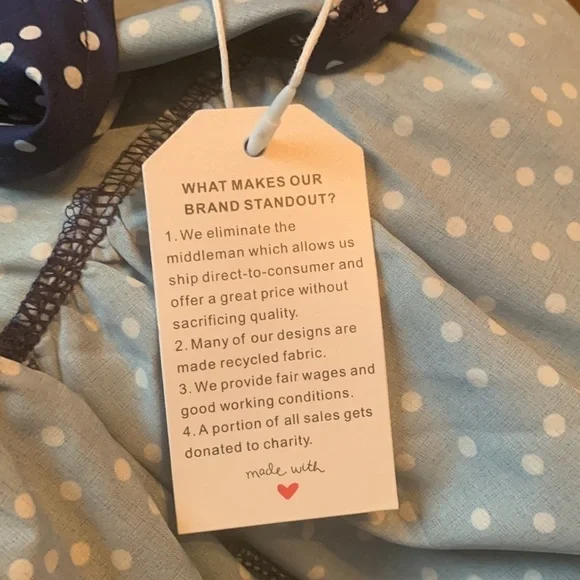 WHAT MAKES OUR
BRAND STANDOUT?
1. We eliminate the
middleman which allows us
ship direct-to-consumer and
offer a great price without
sacrificing quality.
2. Many of our designs are
made recycled fabric.
3. We provide fair wages and
good working conditions.
4. A portion of all sales gets
donated to charity.
made with